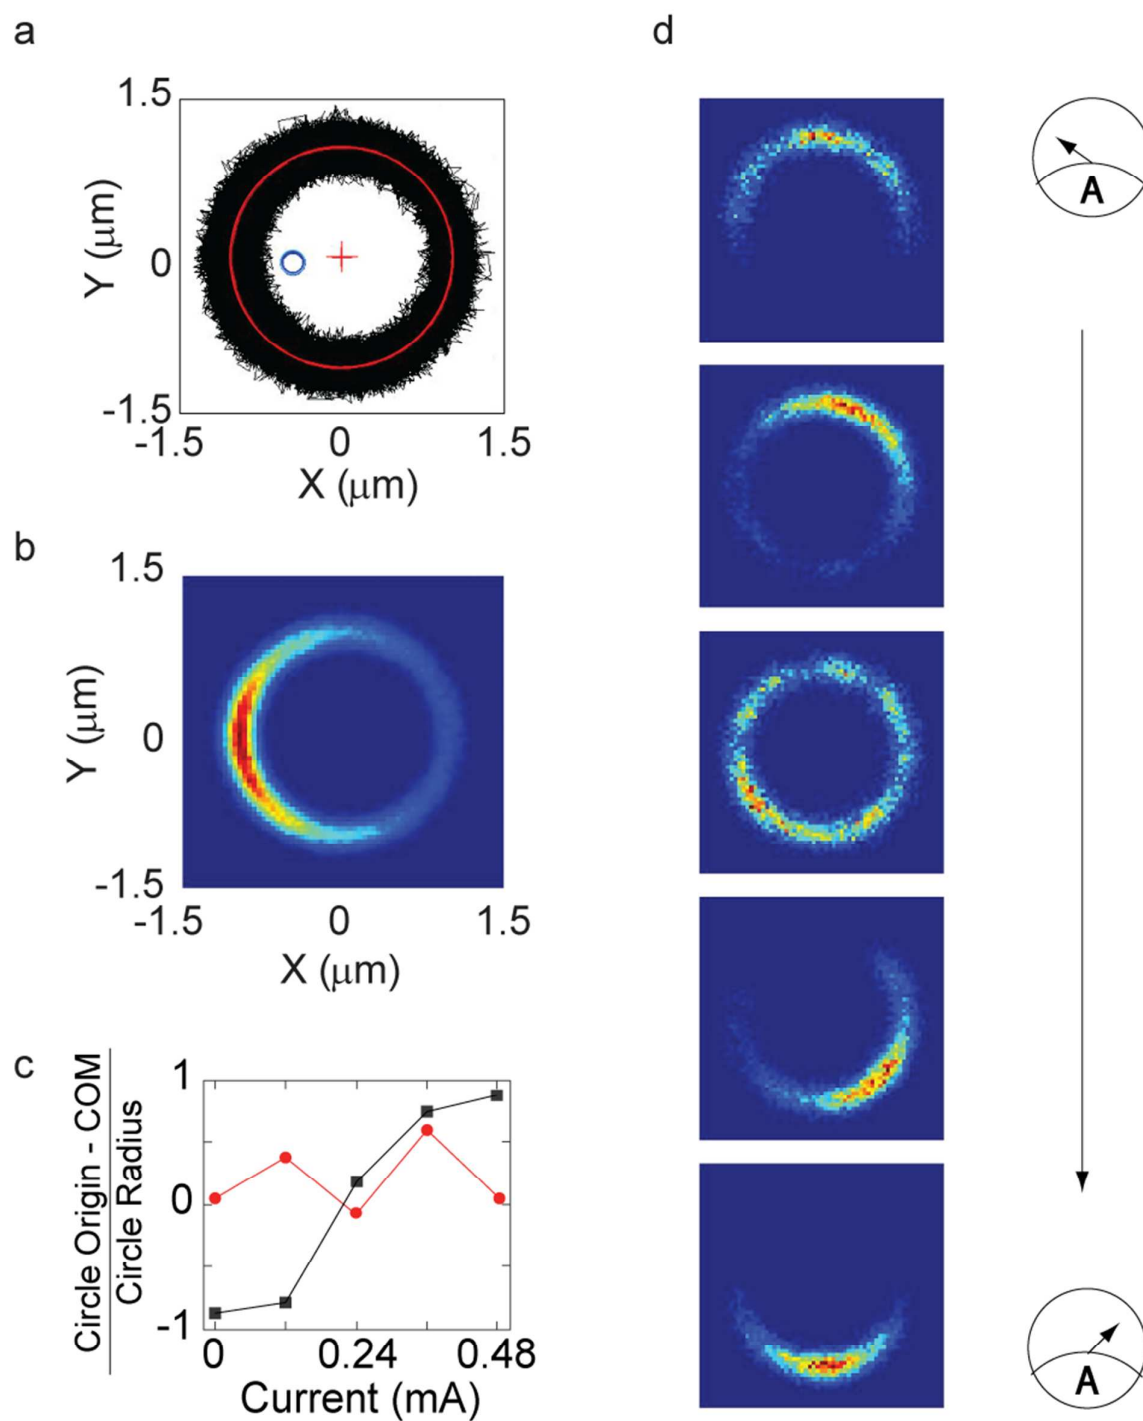 a
1.5
Y (μm)
0
-1.5
-1.5 0 1.5
X (μm)
b
1.5
Y (μm)
0
-1.5
-1.5 0 1.5
X (μm)
c
Circle Origin - COM
Circle Radius
1
0
-1
0 0.24 0.48
Current (mA)
d
A
A